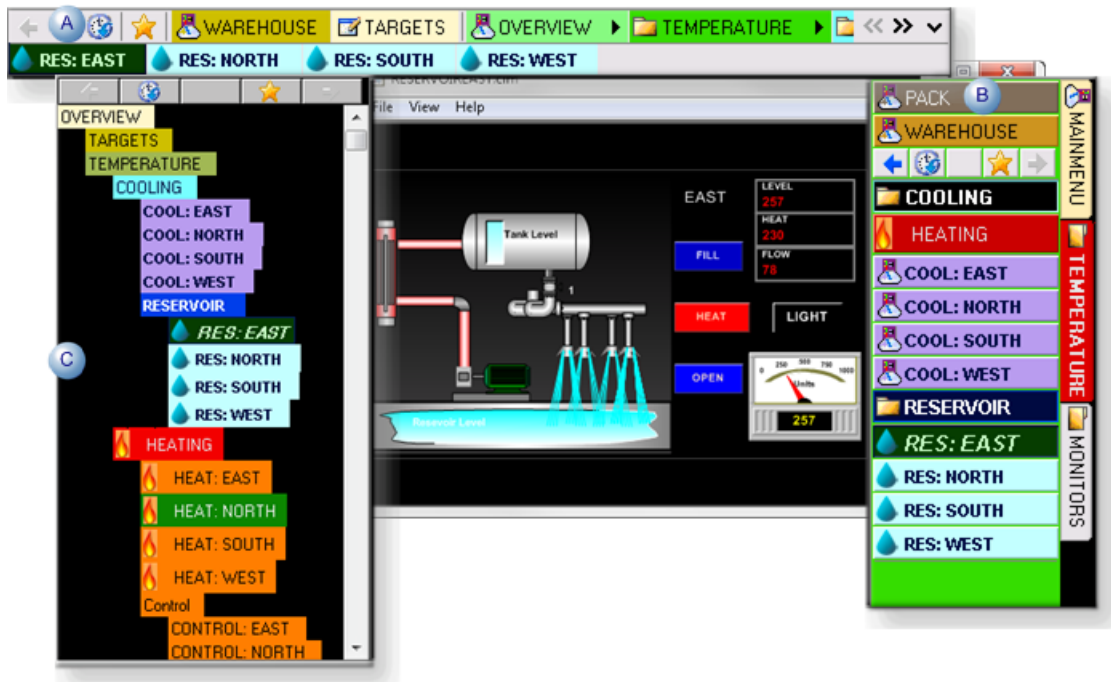 A
WAREHOUSE
TARGETS
OVERVIEW
TEMPERATURE
RES: EAST
RES: NORTH
RES: SOUTH
RES: WEST
OVERVIEW
TARGETS
TEMPERATURE
COOLING
COOL: EAST
COOL: NORTH
COOL: SOUTH
COOL: WEST
RESERVOIR
RES: EAST
RES: NORTH
C
RES: SOUTH
RES: WEST
HEATING
HEAT: EAST
HEAT: NORTH
HEAT: SOUTH
HEAT: WEST
Control
CONTROL: EAST
CONTROL: NORTH
File View Help
EAST
LEVEL
257
HEAT
230
FLOW
78
Tank Level
FILL
1
HEAT
LIGHT
OPEN
0 250 500 750 1000
Units
257
Resevoir Level
PACK
B
WAREHOUSE
COOLING
HEATING
COOL: EAST
COOL: NORTH
COOL: SOUTH
COOL: WEST
RESERVOIR
RES: EAST
RES: NORTH
RES: SOUTH
RES: WEST
MAINMENU
TEMPERATURE
MONITORS